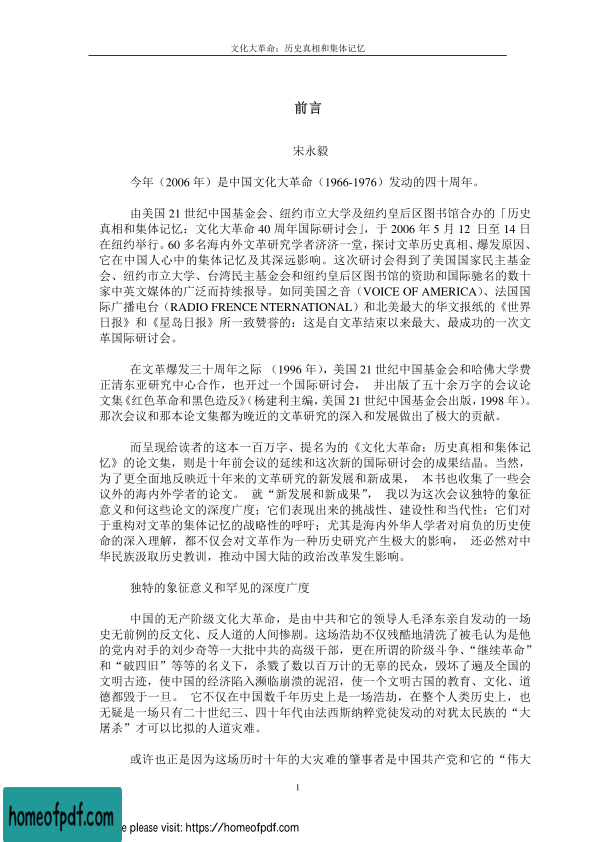 文化大革命：历史真相和集体记忆
前言
宋永毅
今年（2006 年）是中国文化大革命（1966-1976）发动的四十周年。
由美国 21 世纪中国基金会、纽约市立大学及纽约皇后区图书馆合办的「历史
真相和集体记忆：文化大革命 40 周年国际研讨会」，于 2006 年 5 月 12 日至 14 日
在纽约举行。60 多名海内外文革研究学者济济一堂，探讨文革历史真相、爆发原因、
它在中国人心中的集体记忆及其深远影响。这次研讨会得到了美国国家民主基金
会、纽约市立大学、台湾民主基金会和纽约皇后区图书馆的资助和国际驰名的数十
家中英文媒体的广泛而持续报导。如同美国之音（VOICE OF AMERICA）、法国国
际广播电台（RADIO FRENCE NTERNATIONAL）和北美最大的华文报纸的《世界
日报》和《星岛日报》所一致赞誉的：这是自文革结束以来最大、最成功的一次文
革国际研讨会。
在文革爆发三十周年之际 （1996 年），美国 21 世纪中国基金会和哈佛大学费
正清东亚研究中心合作，也开过一个国际研讨会， 并出版了五十余万字的会议论
文集《红色革命和黑色造反》（杨建利主编，美国 21 世纪中国基金会出版，1998 年）。
那次会议和那本论文集都为晚近的文革研究的深入和发展做出了极大的贡献。
而呈现给读者的这本一百万字、提名为的《文化大革命：历史真相和集体记
忆》的论文集，则是十年前会议的延续和这次新的国际研讨会的成果结晶。当然，
为了更全面地反映近十年来的文革研究的新发展和新成果， 本书也收集了一些会
议外的海内外学者的论文。 就“新发展和新成果”， 我以为这次会议独特的象征
意义和何这些论文的深度广度；它们表现出来的挑战性、建设性和当代性；它们对
于重构对文革的集体记忆的战略性的呼吁；尤其是海内外华人学者对肩负的历史使
命的深入理解，都不仅会对文革作为一种历史研究产生极大的影响， 还必然对中
华民族汲取历史教训，推动中国大陆的政治改革发生影响。
独特的象征意义和罕见的深度广度
中国的无产阶级文化大革命，是由中共和它的领导人毛泽东亲自发动的一场
史无前例的反文化、反人道的人间惨剧。这场浩劫不仅残酷地清洗了被毛认为是他
的党内对手的刘少奇等一大批中共的高级干部，更在所谓的阶级斗争、“继续革命”
和“破四旧”等等的名义下，杀戮了数以百万计的无辜的民众，毁坏了遍及全国的
文明古迹，使中国的经济陷入濒临崩溃的泥沼，使一个文明古国的教育、文化、道
德都毁于一旦。 它不仅在中国数千年历史上是一场浩劫，在整个人类历史上，也
无疑是一场只有二十世纪三、四十年代由法西斯纳粹党徒发动的对犹太民族的“大
屠杀”才可以比拟的人道灾难。
或许也正是因为这场历时十年的大灾难的肇事者是中国共产党和它的“伟大
1
homeofpdf.com
e please visit: https://homeofpdf.com